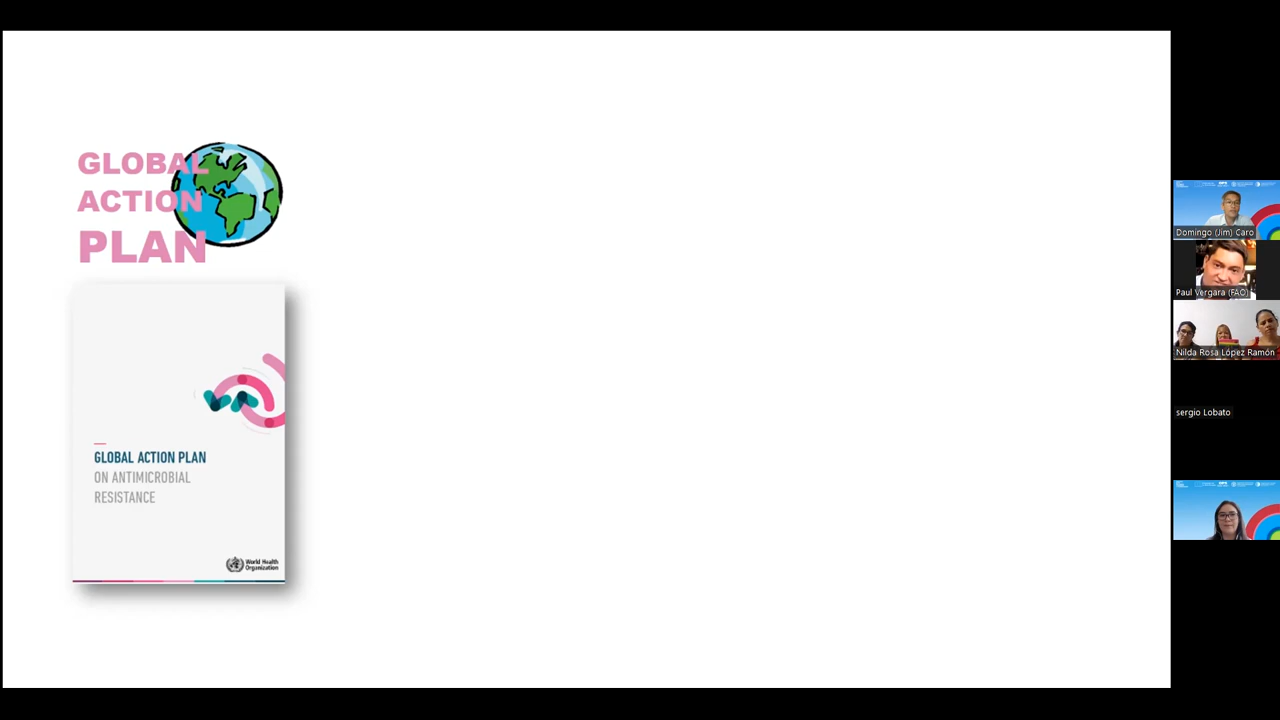 GLOBAL
ACTION
PLAN
GLOBAL ACTION PLAN
ON ANTIMICROBIAL
RESISTANCE
World Health
Organization
Domingo (Jim) Caro
Paul Vergara (FAO)
Nilda Rosa López Ramón
sergio Lobato